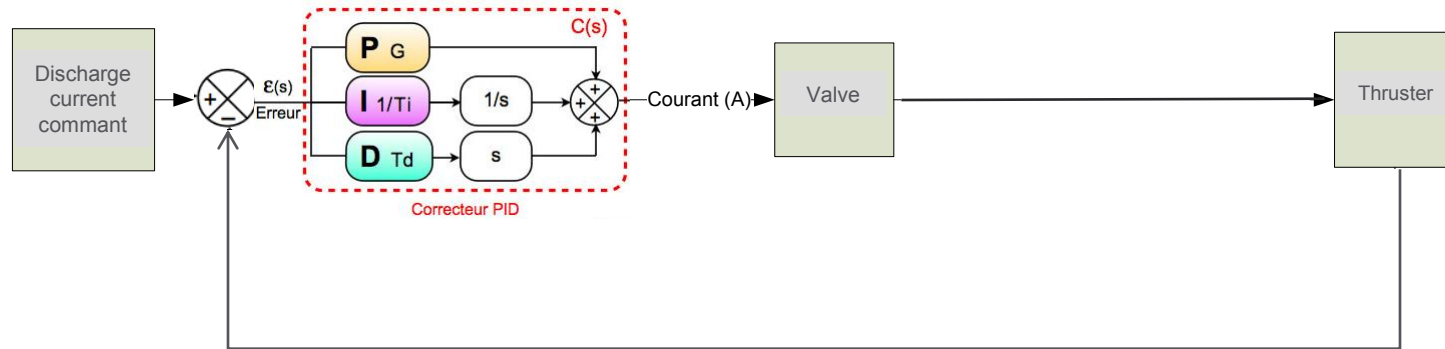 Discharge
current
commant
+
−
ε(s)
Erreur
C(s)
P G
I 1/Ti
1/s
D Td
s
+
+
+
Correcteur PID
Courant (A)
Valve
Thruster